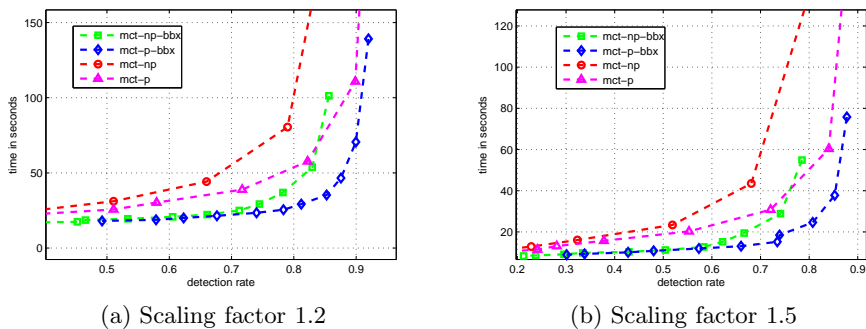 150
100
50
0
time in seconds
0.5 0.6 0.7 0.8 0.9
detection rate
mct-np-bbx
mct-p-bbx
mct-np
mct-p
(a) Scaling factor 1.2
120
100
80
60
40
20
time in seconds
0.2 0.3 0.4 0.5 0.6 0.7 0.8 0.9
detection rate
mct-np-bbx
mct-p-bbx
mct-np
mct-p
(b) Scaling factor 1.5